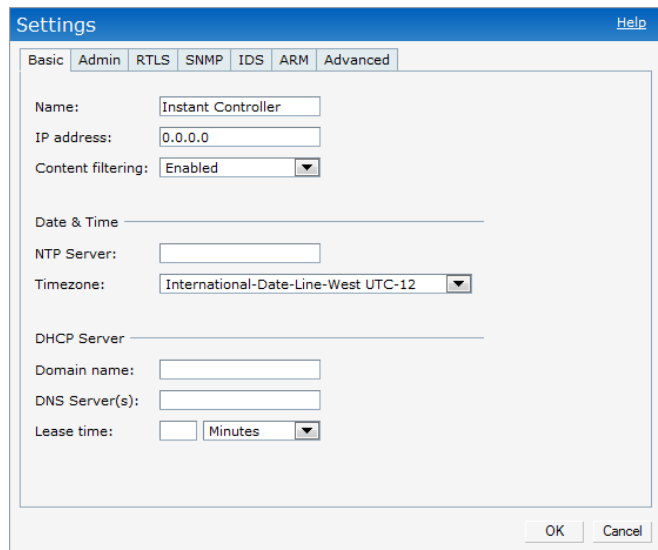 Settings Help
Basic Admin RTLS SNMP IDS ARM Advanced
Name: Instant Controller
IP address: 0.0.0.0
Content filtering: Enabled
Date & Time
NTP Server:
Timezone: International-Date-Line-West UTC-12
DHCP Server
Domain name:
DNS Server(s):
Lease time: Minutes
OK Cancel